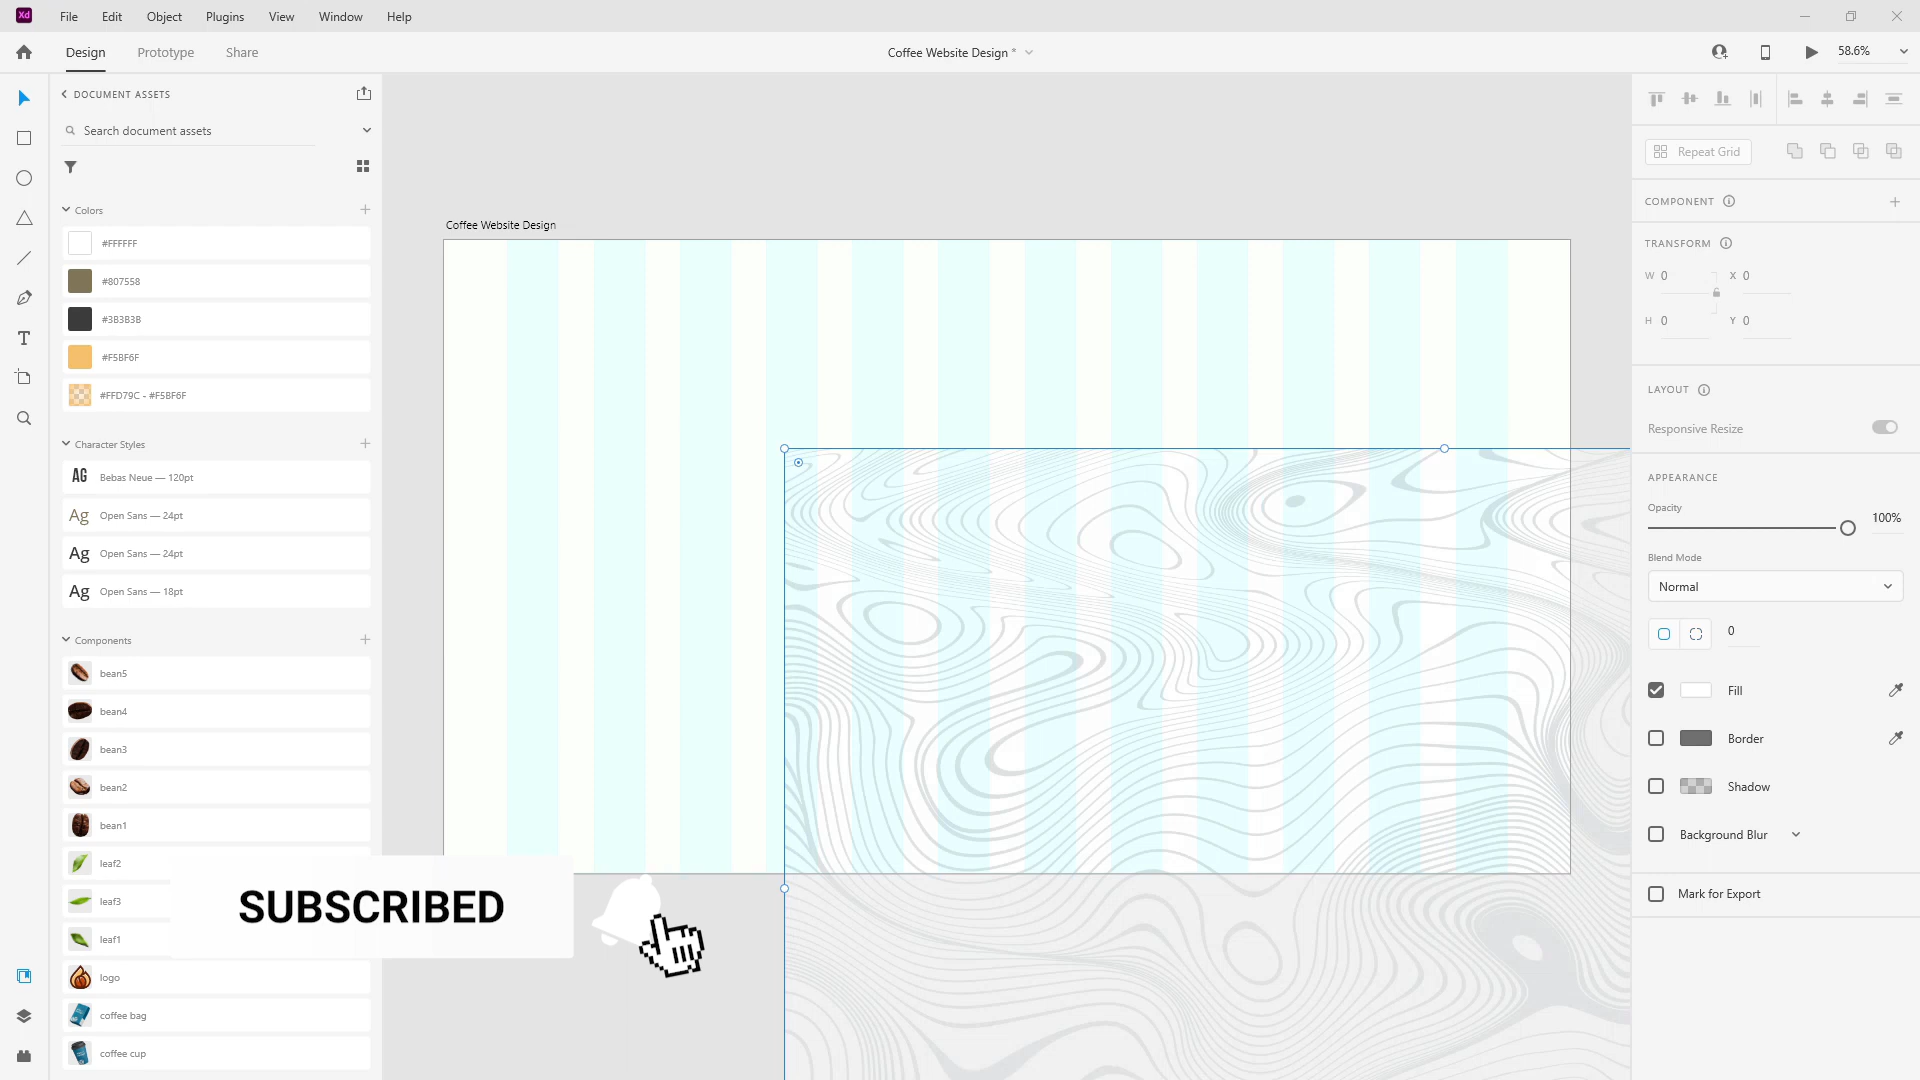 Xd File Edit Object Plugins View Window Help
Design Prototype Share
Coffee Website Design *
58.6%
DOCUMENT ASSETS
Search document assets
Colors
#FFFFFF
#807558
#3B3B3B
#F5BF6F
#FFD79C - #F5BF6F
Character Styles
AG Bebas Neue — 120pt
Ag Open Sans — 24pt
Ag Open Sans — 24pt
Ag Open Sans — 18pt
Components
bean5
bean4
bean3
bean2
bean1
leaf2
leaf3
leaf1
logo
coffee bag
coffee cup
Coffee Website Design
SUBSCRIBED
Repeat Grid
COMPONENT
TRANSFORM
W 0 X 0
H 0 Y 0
LAYOUT
Responsive Resize
APPEARANCE
Opacity
100%
Blend Mode
Normal
0
Fill
Border
Shadow
Background Blur
Mark for Export